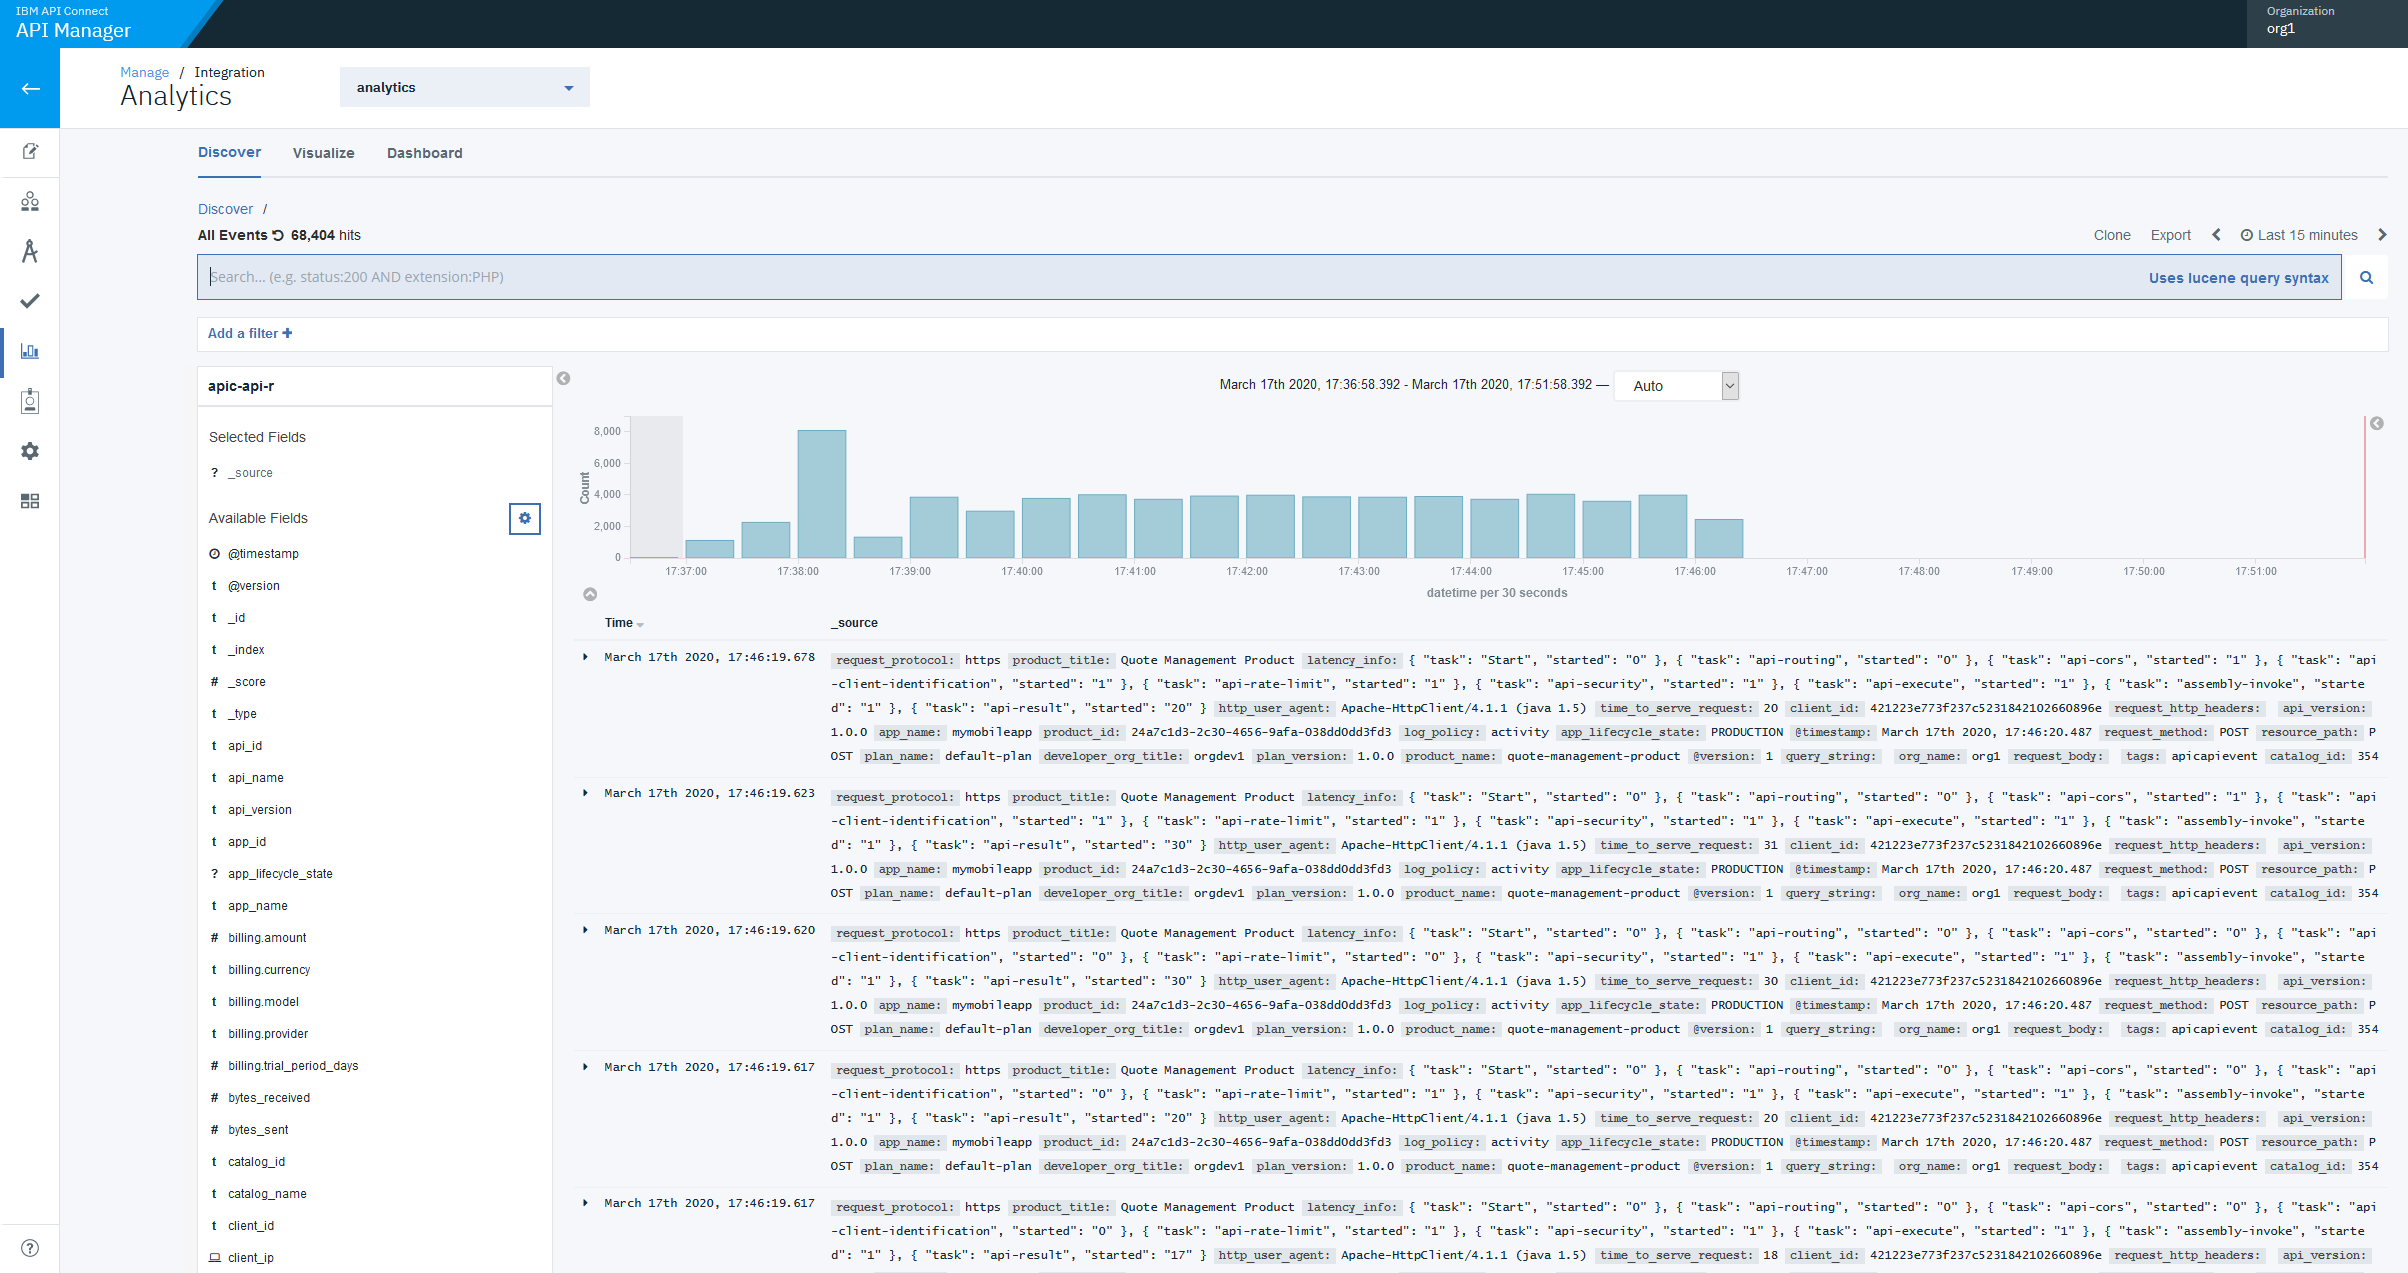 IBM API Connect
API Manager
Organization
org1
Manage / Integration
Analytics
analytics
Discover
Visualize
Dashboard
Discover /
All Events 68,404 hits
Clone
Export
Last 15 minutes
Search... (e.g. status:200 AND extension:PHP)
Uses lucene query syntax
Add a filter
apic-api-r
Selected Fields
? _source
Available Fields
@timestamp
t @version
t _id
t _index
# _score
t _type
t api_id
t api_name
t api_version
t app_id
? app_lifecycle_state
t app_name
# billing.amount
t billing.currency
t billing.model
t billing.provider
# billing.trial_period_days
# bytes_received
# bytes_sent
t catalog_id
t catalog_name
t client_id
client_ip
March 17th 2020, 17:36:58.392 - March 17th 2020, 17:51:58.392 —
Auto
Count
8,000
6,000
4,000
2,000
0
17:37:00 17:38:00 17:39:00 17:40:00 17:41:00 17:42:00 17:43:00 17:44:00 17:45:00 17:46:00 17:47:00 17:48:00 17:49:00 17:50:00 17:51:00
datetime per 30 seconds
Time
_source
March 17th 2020, 17:46:19.678
request_protocol: https product_title: Quote Management Product latency_info: { "task": "Start", "started": "0" }, { "task": "api-routing", "started": "0" }, { "task": "api-cors", "started": "1" }, { "task": "api
-client-identification", "started": "1" }, { "task": "api-rate-limit", "started": "1" }, { "task": "api-security", "started": "1" }, { "task": "api-execute", "started": "1" }, { "task": "assembly-invoke", "starte
d": "1" }, { "task": "api-result", "started": "20" } http_user_agent: Apache-HttpClient/4.1.1 (java 1.5) time_to_serve_request: 20 client_id: 421223e773f237c5231842102660896e request_http_headers: api_version:
1.0.0 app_name: mymobileapp product_id: 24a7c1d3-2c30-4656-9afa-038dd0dd3fd3 log_policy: activity app_lifecycle_state: PRODUCTION @timestamp: March 17th 2020, 17:46:20.487 request_method: POST resource_path: P
OST plan_name: default-plan developer_org_title: orgdev1 plan_version: 1.0.0 product_name: quote-management-product @version: 1 query_string: org_name: org1 request_body: tags: apicapievent catalog_id: 354
March 17th 2020, 17:46:19.623
request_protocol: https product_title: Quote Management Product latency_info: { "task": "Start", "started": "0" }, { "task": "api-routing", "started": "0" }, { "task": "api-cors", "started": "1" }, { "task": "api
-client-identification", "started": "1" }, { "task": "api-rate-limit", "started": "1" }, { "task": "api-security", "started": "1" }, { "task": "api-execute", "started": "1" }, { "task": "assembly-invoke", "starte
d": "1" }, { "task": "api-result", "started": "30" } http_user_agent: Apache-HttpClient/4.1.1 (java 1.5) time_to_serve_request: 31 client_id: 421223e773f237c5231842102660896e request_http_headers: api_version:
1.0.0 app_name: mymobileapp product_id: 24a7c1d3-2c30-4656-9afa-038dd0dd3fd3 log_policy: activity app_lifecycle_state: PRODUCTION @timestamp: March 17th 2020, 17:46:20.487 request_method: POST resource_path: P
OST plan_name: default-plan developer_org_title: orgdev1 plan_version: 1.0.0 product_name: quote-management-product @version: 1 query_string: org_name: org1 request_body: tags: apicapievent catalog_id: 354
March 17th 2020, 17:46:19.620
request_protocol: https product_title: Quote Management Product latency_info: { "task": "Start", "started": "0" }, { "task": "api-routing", "started": "0" }, { "task": "api-cors", "started": "0" }, { "task": "api
-client-identification", "started": "0" }, { "task": "api-rate-limit", "started": "0" }, { "task": "api-security", "started": "1" }, { "task": "api-execute", "started": "1" }, { "task": "assembly-invoke", "starte
d": "1" }, { "task": "api-result", "started": "30" } http_user_agent: Apache-HttpClient/4.1.1 (java 1.5) time_to_serve_request: 30 client_id: 421223e773f237c5231842102660896e request_http_headers: api_version:
1.0.0 app_name: mymobileapp product_id: 24a7c1d3-2c30-4656-9afa-038dd0dd3fd3 log_policy: activity app_lifecycle_state: PRODUCTION @timestamp: March 17th 2020, 17:46:20.487 request_method: POST resource_path: P
OST plan_name: default-plan developer_org_title: orgdev1 plan_version: 1.0.0 product_name: quote-management-product @version: 1 query_string: org_name: org1 request_body: tags: apicapievent catalog_id: 354
March 17th 2020, 17:46:19.617
request_protocol: https product_title: Quote Management Product latency_info: { "task": "Start", "started": "0" }, { "task": "api-routing", "started": "0" }, { "task": "api-cors", "started": "0" }, { "task": "api
-client-identification", "started": "0" }, { "task": "api-rate-limit", "started": "1" }, { "task": "api-security", "started": "1" }, { "task": "api-execute", "started": "1" }, { "task": "assembly-invoke", "starte
d": "1" }, { "task": "api-result", "started": "20" } http_user_agent: Apache-HttpClient/4.1.1 (java 1.5) time_to_serve_request: 20 client_id: 421223e773f237c5231842102660896e request_http_headers: api_version:
1.0.0 app_name: mymobileapp product_id: 24a7c1d3-2c30-4656-9afa-038dd0dd3fd3 log_policy: activity app_lifecycle_state: PRODUCTION @timestamp: March 17th 2020, 17:46:20.487 request_method: POST resource_path: P
OST plan_name: default-plan developer_org_title: orgdev1 plan_version: 1.0.0 product_name: quote-management-product @version: 1 query_string: org_name: org1 request_body: tags: apicapievent catalog_id: 354
March 17th 2020, 17:46:19.617
request_protocol: https product_title: Quote Management Product latency_info: { "task": "Start", "started": "0" }, { "task": "api-routing", "started": "0" }, { "task": "api-cors", "started": "0" }, { "task": "api
-client-identification", "started": "0" }, { "task": "api-rate-limit", "started": "1" }, { "task": "api-security", "started": "1" }, { "task": "api-execute", "started": "1" }, { "task": "assembly-invoke", "starte
d": "1" }, { "task": "api-result", "started": "17" } http_user_agent: Apache-HttpClient/4.1.1 (java 1.5) time_to_serve_request: 18 client_id: 421223e773f237c5231842102660896e request_http_headers: api_version: